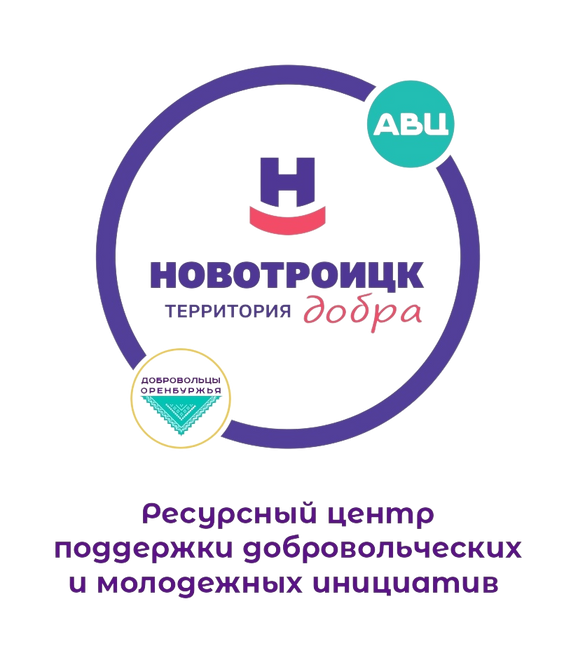 АВЦ
Н
НОВОТРОИЦК
ТЕРРИТОРИЯ добра
ДОБРОВОЛЬЦЫ
ОРЕНБУРЖЬЯ
Ресурсный центр
поддержки добровольческих
и молодежных инициатив